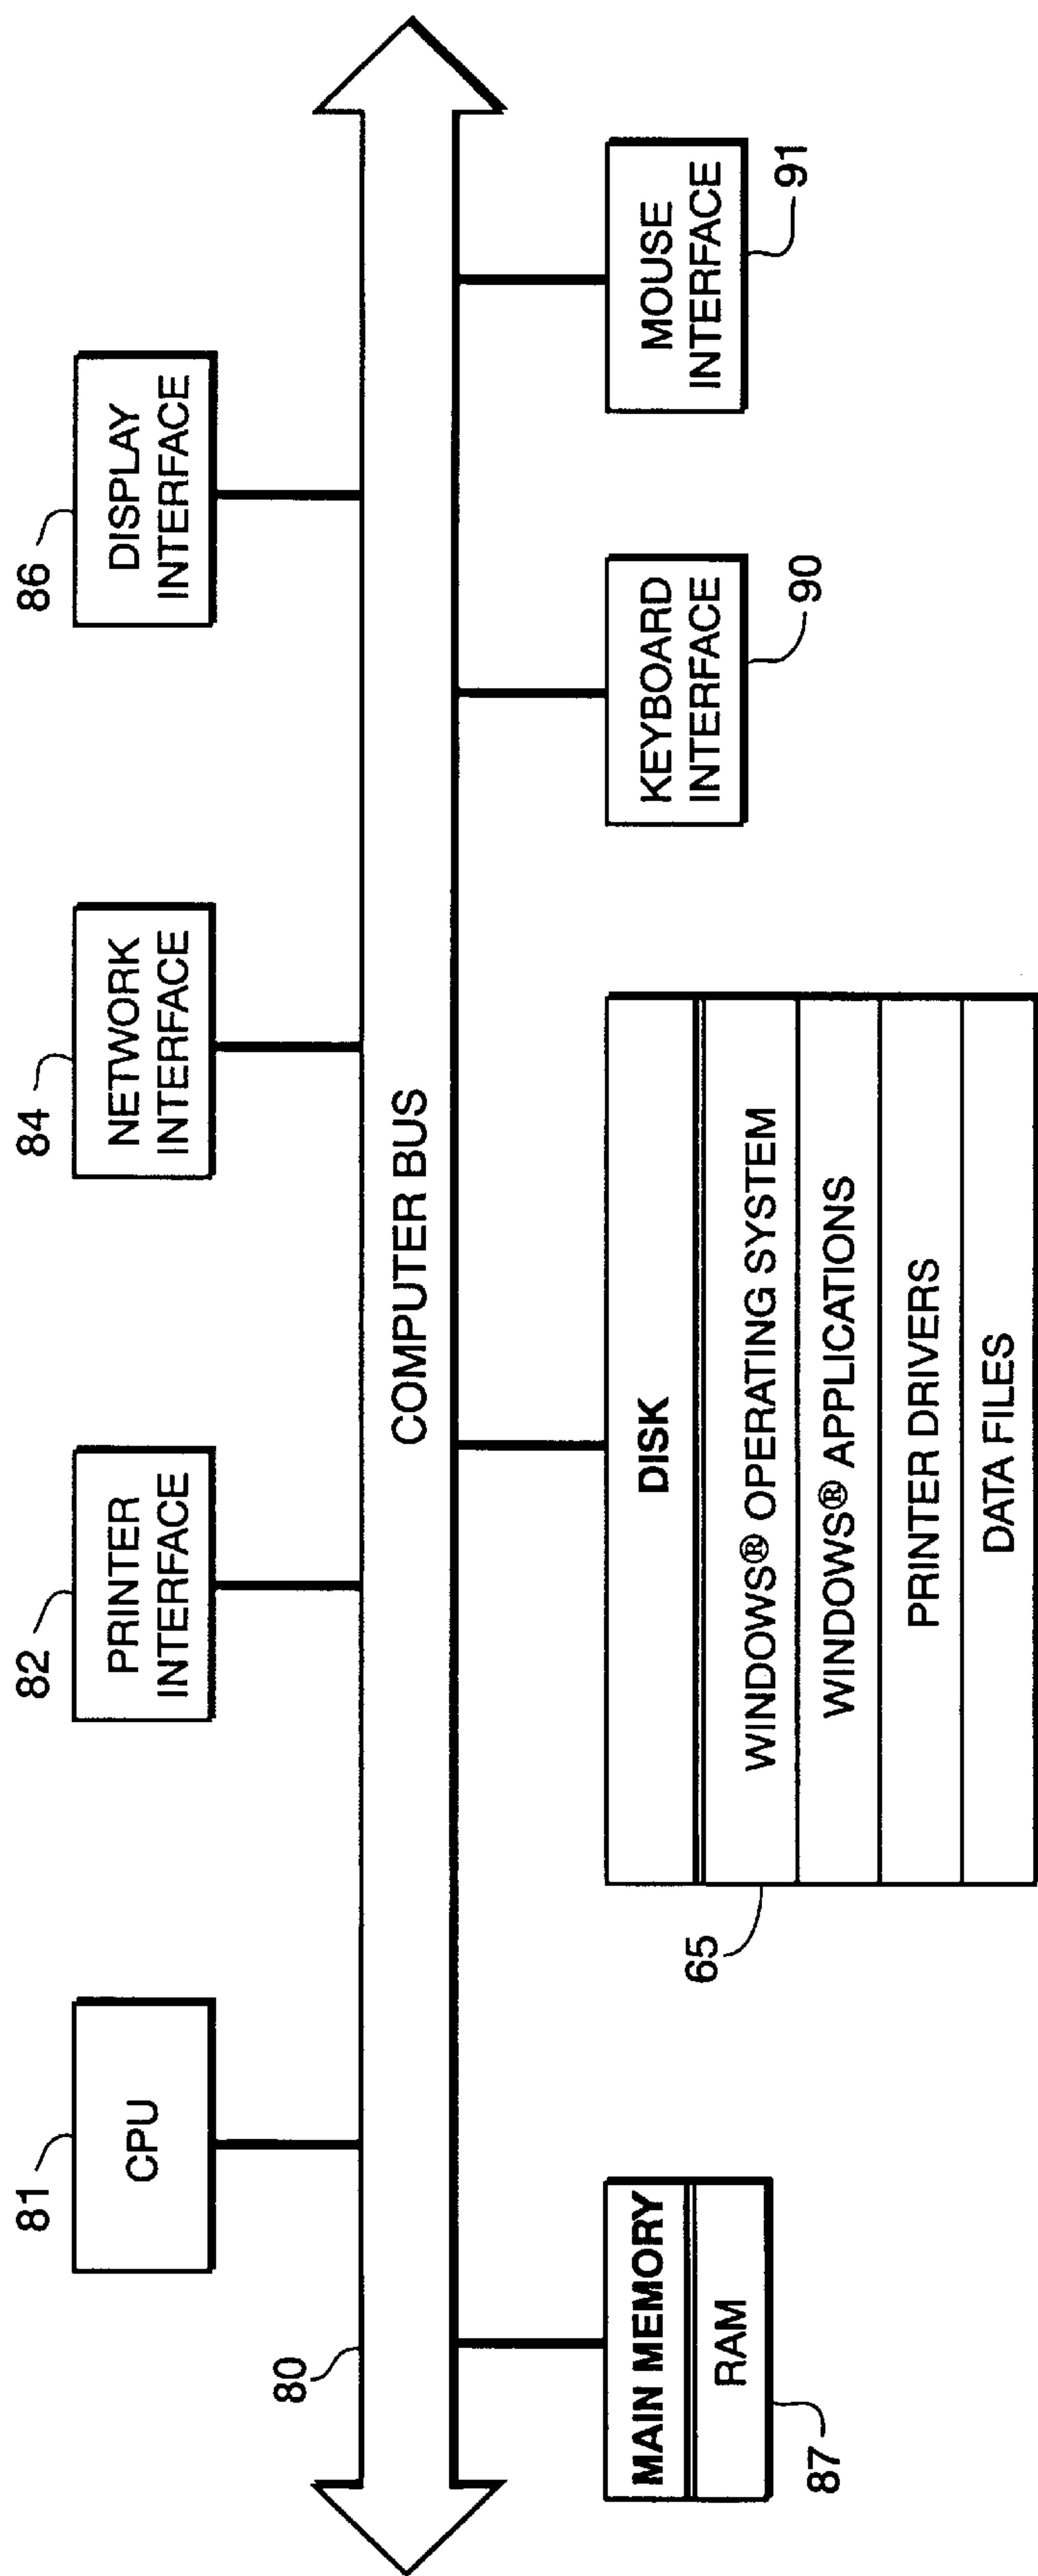 81
CPU
82
PRINTER
INTERFACE
84
NETWORK
INTERFACE
86
DISPLAY
INTERFACE
80
COMPUTER BUS
MAIN MEMORY
RAM
87
DISK
WINDOWS® OPERATING SYSTEM
WINDOWS® APPLICATIONS
PRINTER DRIVERS
DATA FILES
65
KEYBOARD
INTERFACE
90
MOUSE
INTERFACE
91